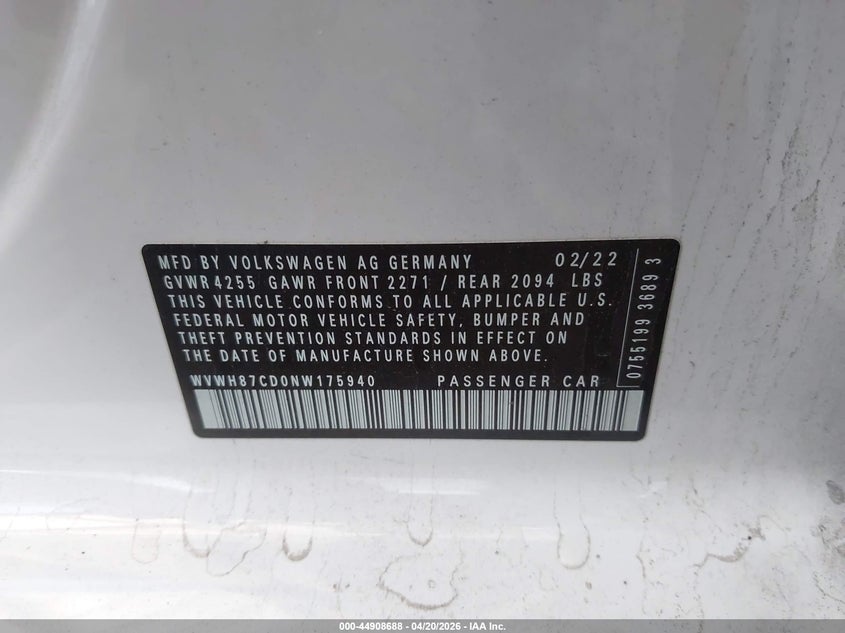 MFD BY VOLKSWAGEN AG GERMANY 02/22
GVWR 4255 GAWR FRONT 2271 / REAR 2094 LBS
THIS VEHICLE CONFORMS TO ALL APPLICABLE U.S.
FEDERAL MOTOR VEHICLE SAFETY, BUMPER AND
THEFT PREVENTION STANDARDS IN EFFECT ON
THE DATE OF MANUFACTURE SHOWN ABOVE.
WVWH87CD0NW175940 PASSENGER CAR
0755199 3689 3
000-44908688 - 04/20/2026 - IAA Inc.